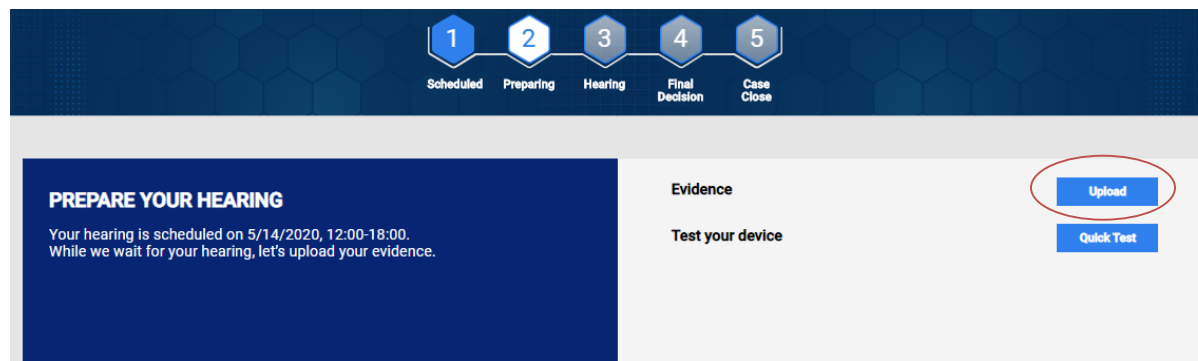 1 2 3 4 5
Scheduled Preparing Hearing Final Decision Case Close
PREPARE YOUR HEARING
Your hearing is scheduled on 5/14/2020, 12:00-18:00.
While we wait for your hearing, let's upload your evidence.
Evidence Upload
Test your device Quick Test